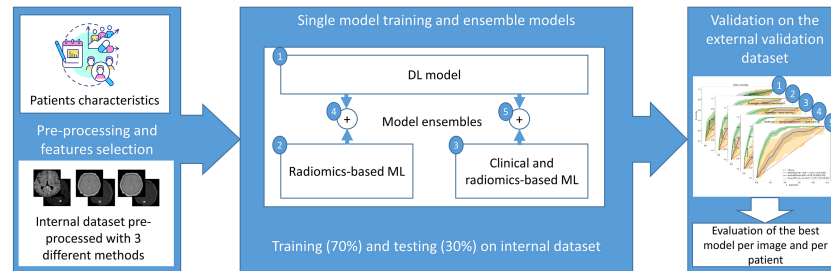 Patients characteristics
Pre-processing and
features selection
Internal dataset pre-
processed with 3
different methods
Single model training and ensemble models
1
DL model
4
+
Model ensembles
5
+
2
Radiomics-based ML
3
Clinical and
radiomics-based ML
Training (70%) and testing (30%) on internal dataset
Validation on the
external validation
dataset
1
2
3
4
Evaluation of the best
model per image and per
patient